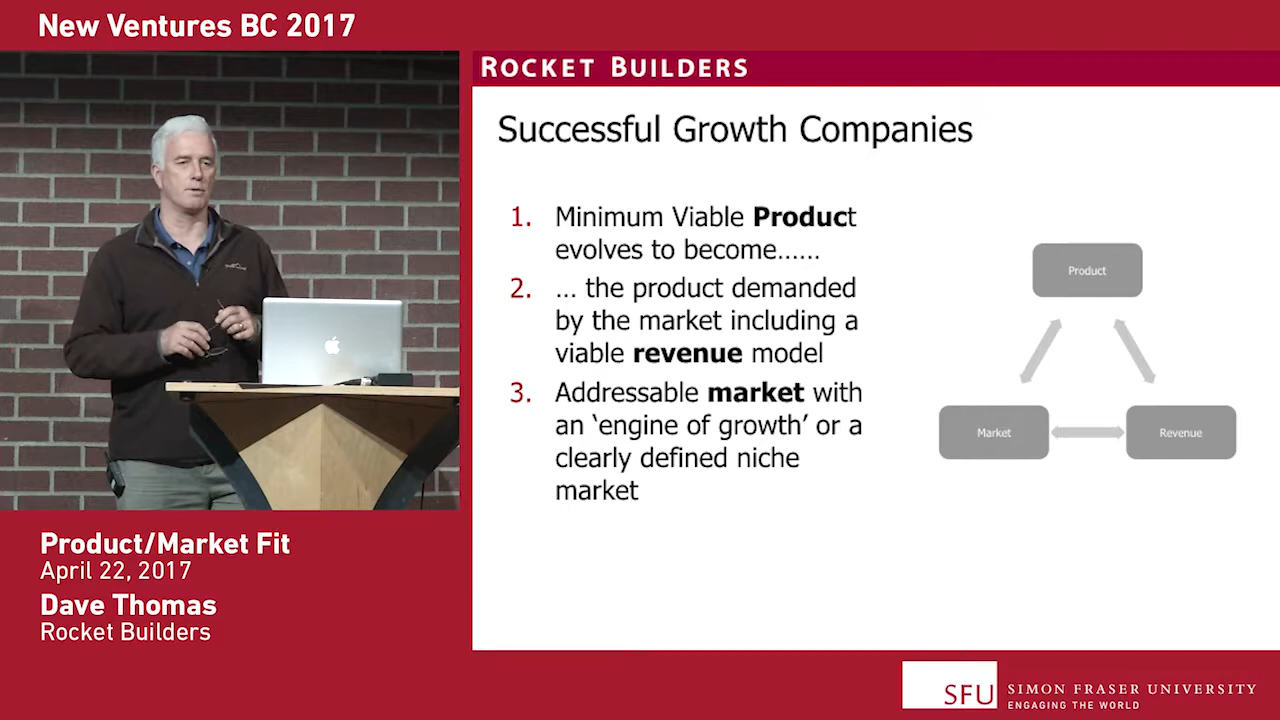 New Ventures BC 2017
ROCKET BUILDERS
Successful Growth Companies
1. Minimum Viable Product
evolves to become……
2. … the product demanded
by the market including a
viable revenue model
3. Addressable market with
an ‘engine of growth’ or a
clearly defined niche
market
Product
Market
Revenue
Product/Market Fit
April 22, 2017
Dave Thomas
Rocket Builders
SFU
SIMON FRASER UNIVERSITY
ENGAGING THE WORLD